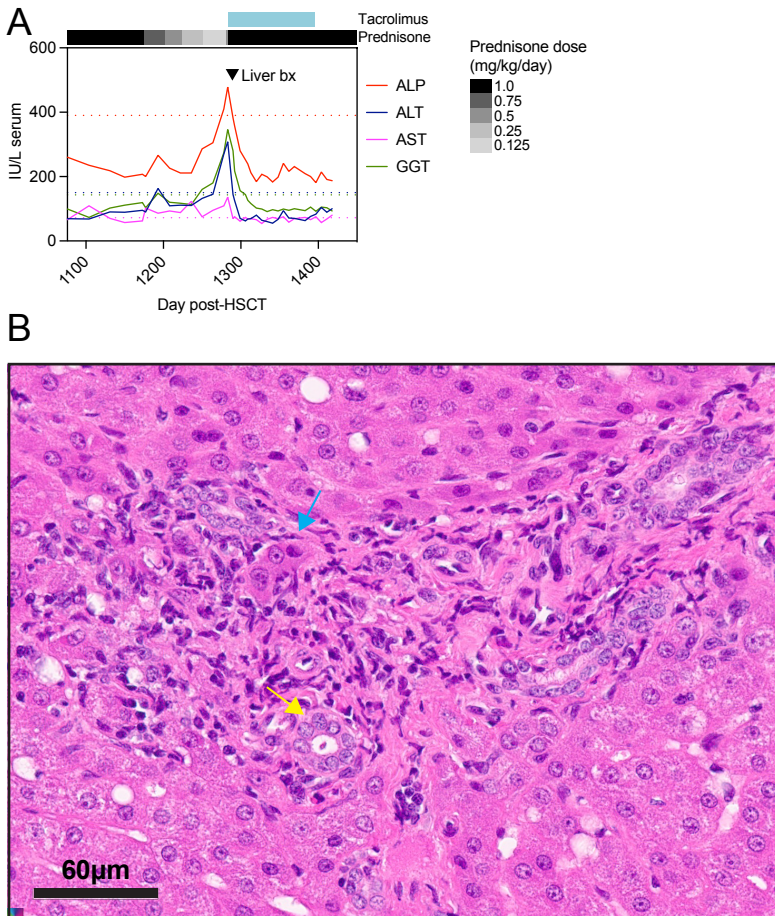 A
Tacrolimus
Prednisone
600
400
200
0
IU/L serum
Liver bx
1100
1200
1300
1400
Day post-HSCT
ALP
ALT
AST
GGT
Prednisone dose
(mg/kg/day)
1.0
0.75
0.5
0.25
0.125
B
60µm